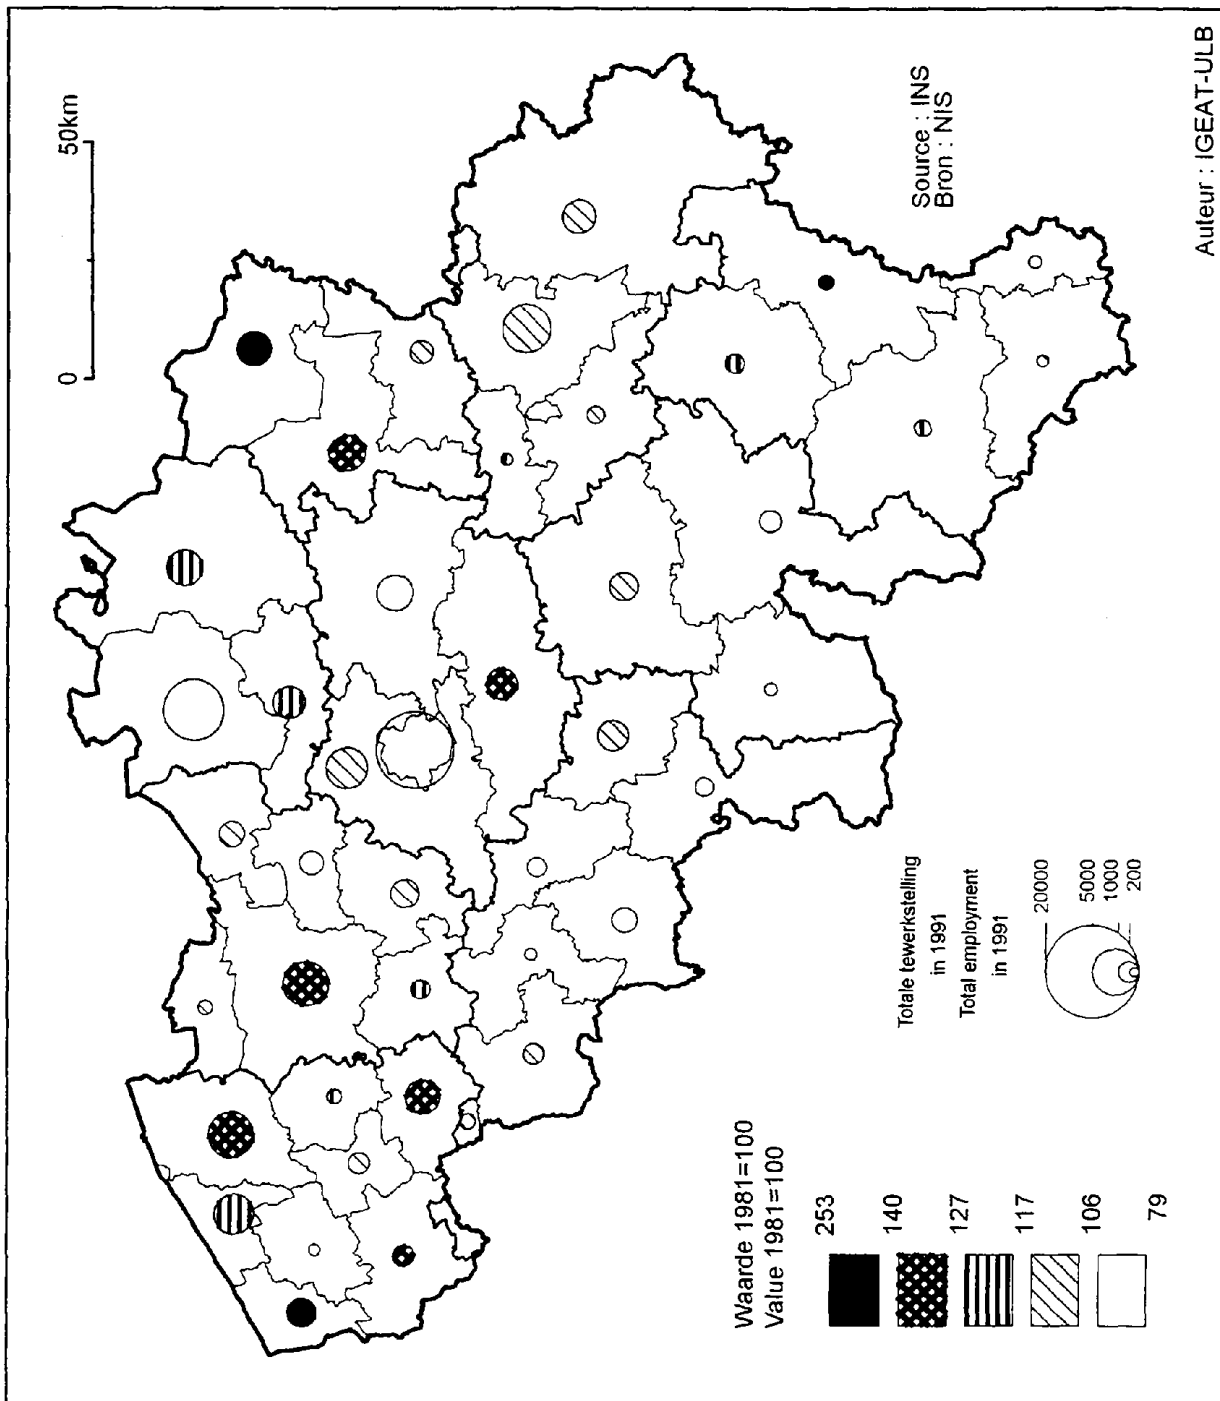 0 50km
Source : INS
Bron : NIS
Auteur : IGEAT-ULB
Totale tewerkstelling
in 1991
Total employment
in 1991
20000
5000
1000
200
Waarde 1981=100
Value 1981=100
253
140
127
117
106
79